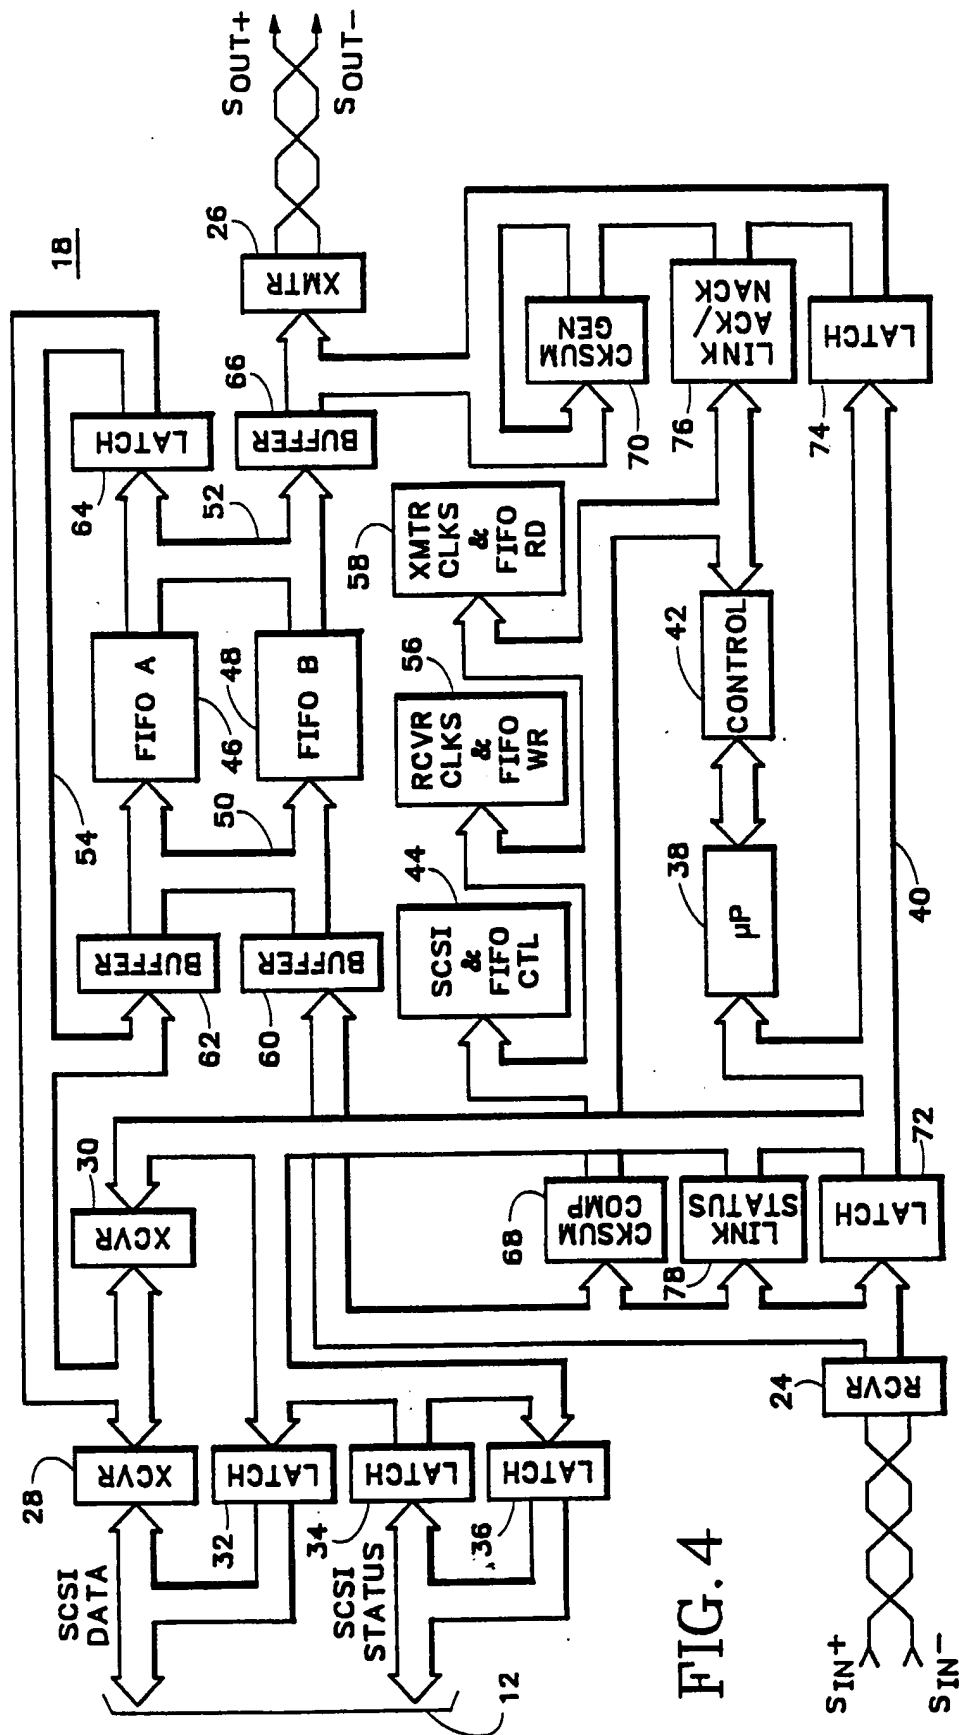 18
SCSI
DATA
28
XCVR
30
XCVR
54
62
BUFFER
FIFO A
46
64
LATCH
32
LATCH
60
BUFFER
50
FIFO B
48
52
BUFFER
66
XMTR
26
SOUT+
SOUT-
SCSI
STATUS
34
LATCH
36
LATCH
12
44
SCSI
&
FIFO
CTL
56
RCVR
CLKS
&
FIFO
WR
58
XMTR
CLKS
&
FIFO
RD
68
CKSUM
COMP
CKSUM
GEN
70
78
LINK
STATUS
38
μP
42
CONTROL
76
LINK
ACK/
NACK
72
LATCH
40
74
LATCH
24
RCVR
SIN+
SIN-
FIG. 4